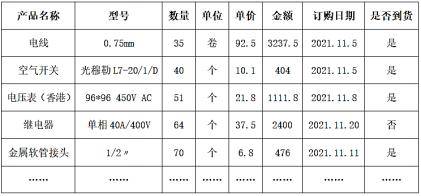 产品名称 型号 数量 单位 单价 金额 订购日期 是否到货
电线 0.75mm 35 卷 92.5 3237.5 2021.11.5 是
空气开关 光穆勒 L7-20/1/D 40 个 10.1 404 2021.11.5 是
电压表（香港） 96*96 450V AC 51 个 21.8 1111.8 2021.11.8 是
继电器 单相 40A/400V 64 个 37.5 2400 2021.11.20 否
金属软管接头 1/2〃 70 个 6.8 476 2021.11.11 是
…… …… …… …… …… …… …… ……